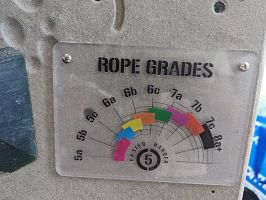 ROPE GRADES
5a
5b
5c
6a
6b
6c
7a
7b
7c
8a+
EASIER HARDER
5